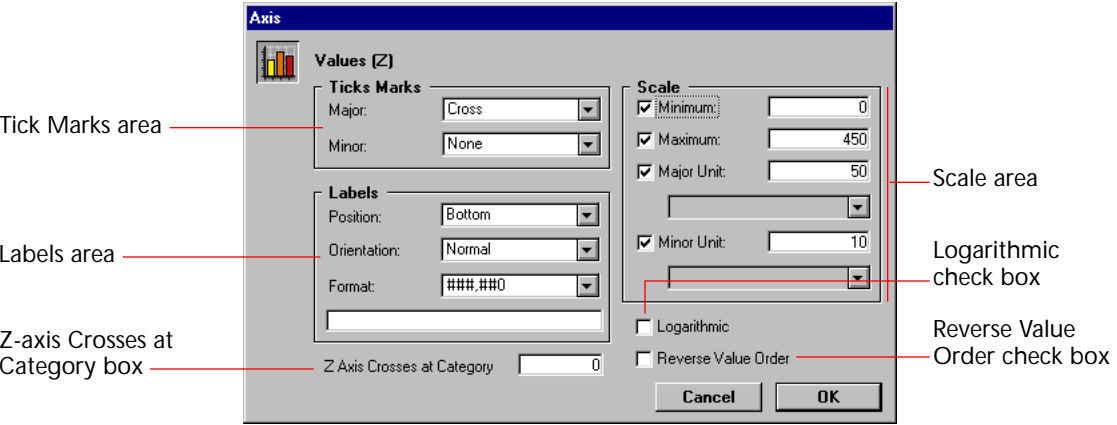 Axis
Values (Z)
Ticks Marks
Major: Cross
Minor: None
Labels
Position: Bottom
Orientation: Normal
Format: ###,##0
Z Axis Crosses at Category 0
Scale
Minimum: 0
Maximum: 450
Major Unit: 50
Minor Unit: 10
Logarithmic
Reverse Value Order
Cancel OK
Tick Marks area
Labels area
Z-axis Crosses at
Category box
Scale area
Logarithmic
check box
Reverse Value
Order check box